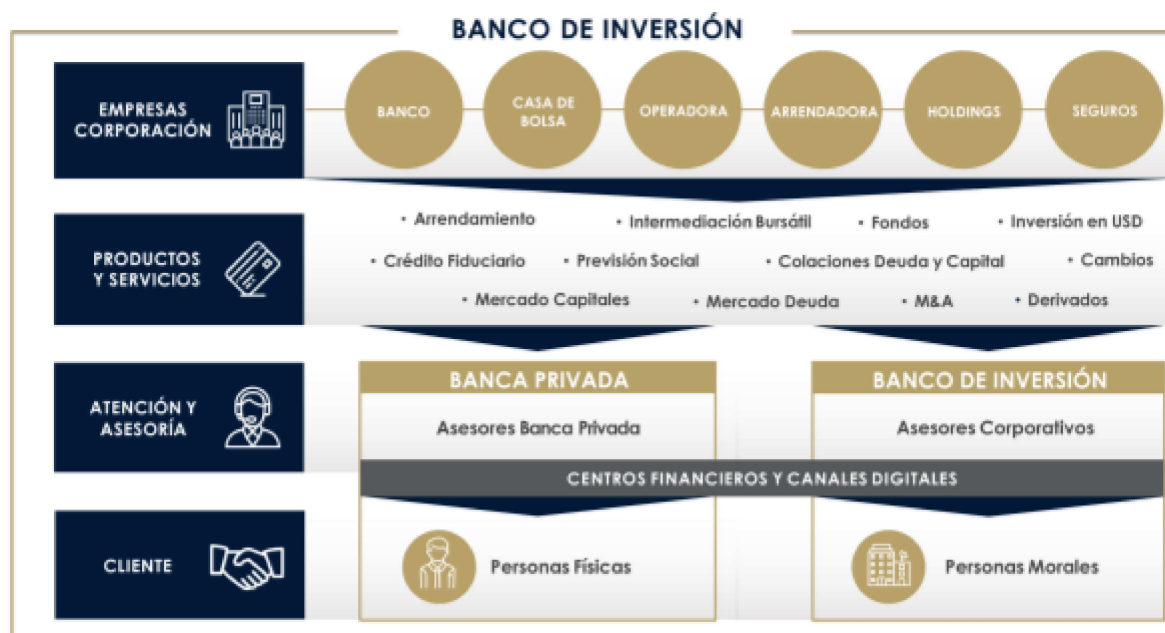 BANCO DE INVERSIÓN
EMPRESAS
CORPORACIÓN
BANCO
CASA DE
BOLSA
OPERADORA
ARRENDADORA
HOLDINGS
SEGUROS
PRODUCTOS
Y SERVICIOS
• Arrendamiento
• Intermediación Bursátil
• Fondos
• Inversión en USD
• Crédito Fiduciario
• Previsión Social
• Colaciones Deuda y Capital
• Cambios
• Mercado Capitales
• Mercado Deuda
• M&A
• Derivados
ATENCIÓN Y
ASESORÍA
BANCA PRIVADA
Asesores Banca Privada
BANCO DE INVERSIÓN
Asesores Corporativos
CENTROS FINANCIEROS Y CANALES DIGITALES
CLIENTE
Personas Físicas
Personas Morales